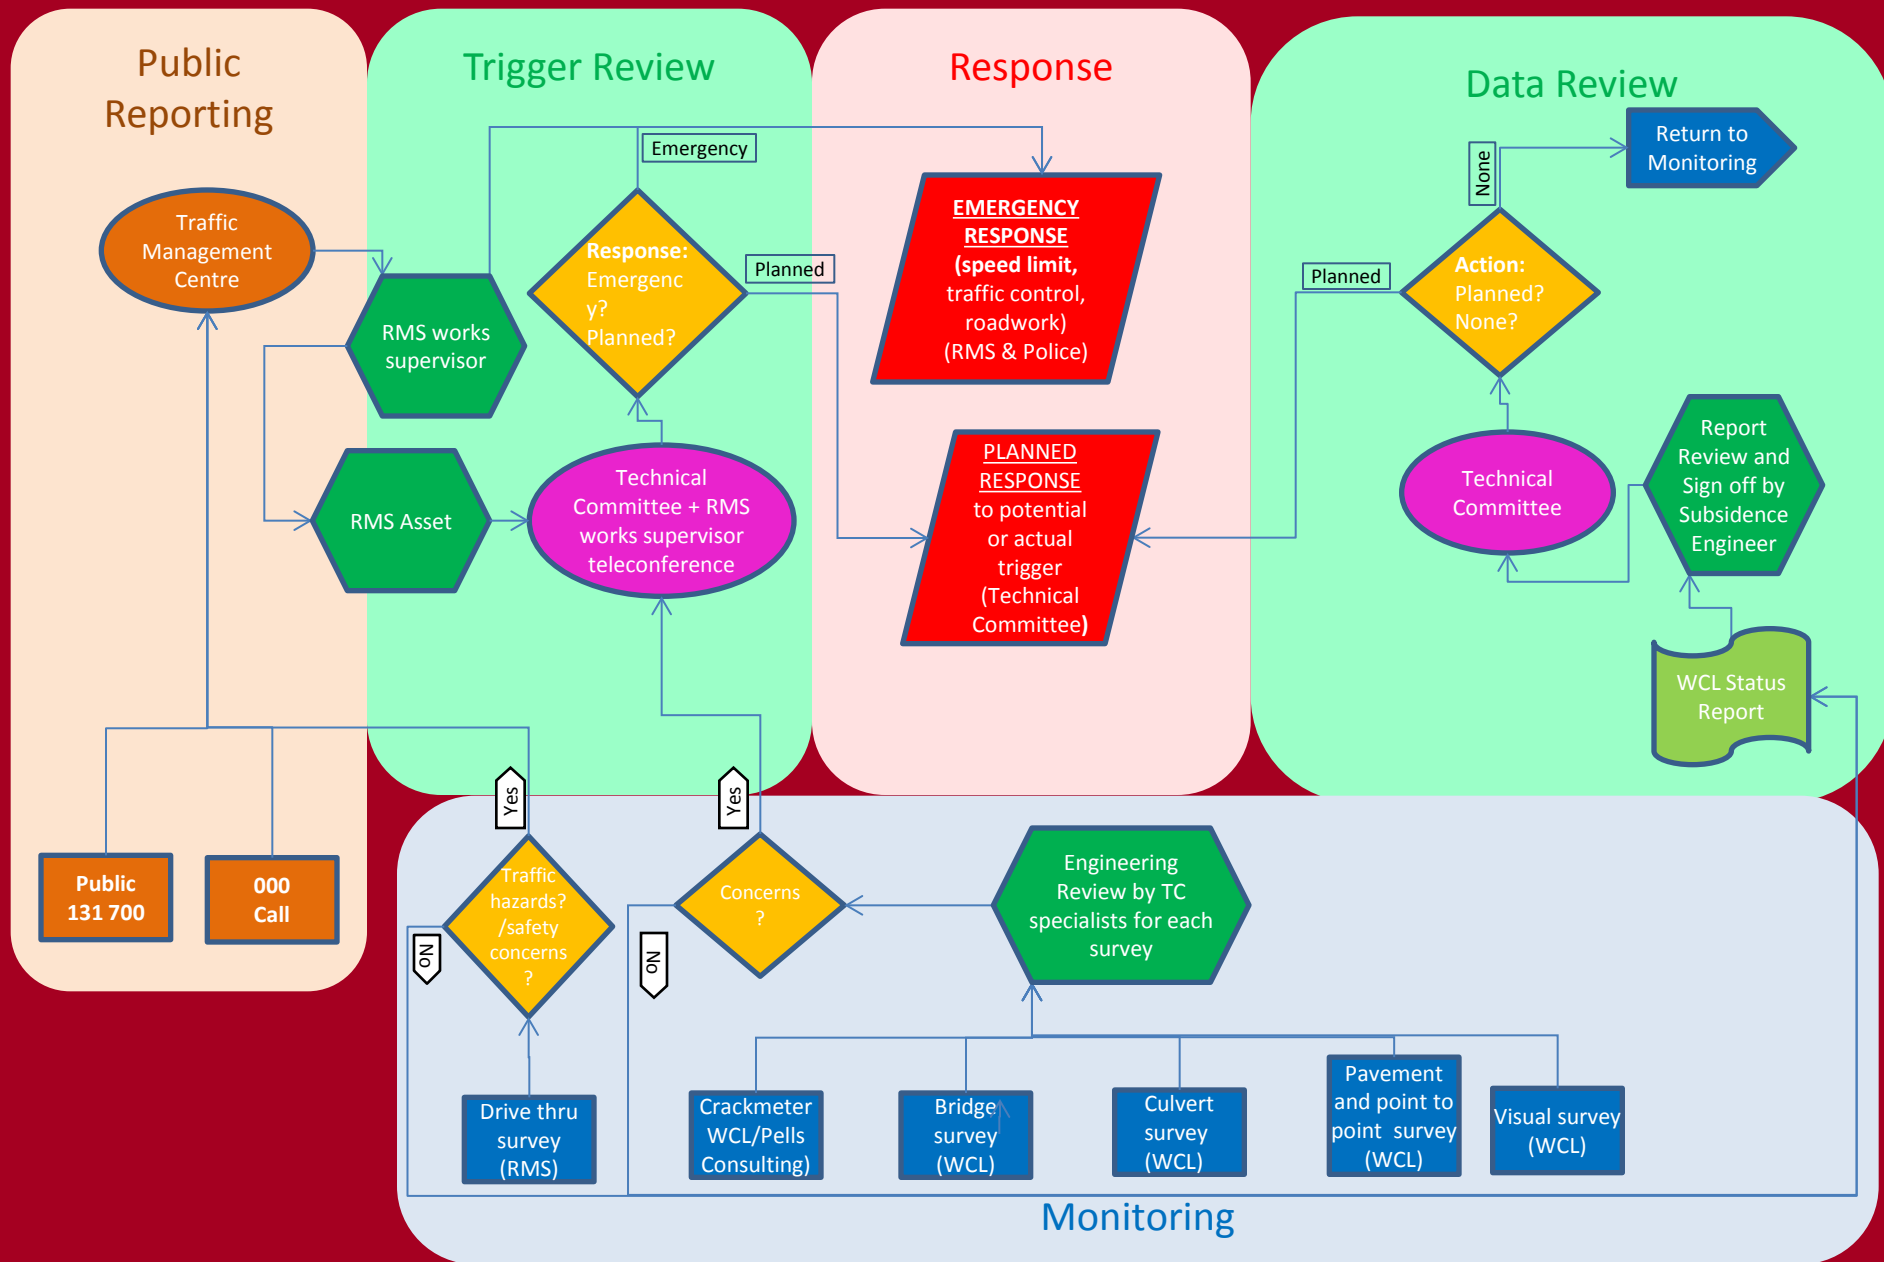 Public
Reporting
Trigger Review
Response
Data Review
Traffic
Management
Centre
RMS works
supervisor
RMS Asset
Emergency
Response:
Emergenc
y?
Planned?
Planned
Technical
Committee + RMS
works supervisor
teleconference
EMERGENCY
RESPONSE
(speed limit,
traffic control,
roadwork)
(RMS & Police)
PLANNED
RESPONSE
to potential
or actual
trigger
(Technical
Committee)
Return to
Monitoring
None
Action:
Planned?
None?
Planned
Technical
Committee
Report
Review and
Sign off by
Subsidence
Engineer
WCL Status
Report
Public
131 700
000
Call
Yes
Traffic
hazards?
/safety
concerns
?
No
Yes
Concerns
?
No
Engineering
Review by TC
specialists for each
survey
Drive thru
survey
(RMS)
Crackmeter
WCL/Pells
Consulting)
Bridge
survey
(WCL)
Culvert
survey
(WCL)
Pavement
and point to
point survey
(WCL)
Visual survey
(WCL)
Monitoring